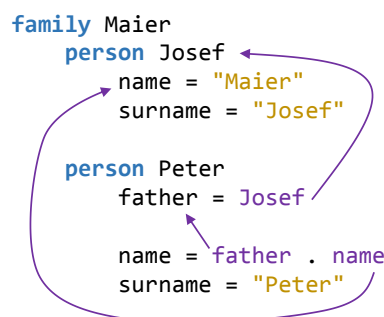 family Maier
person Josef
name = "Maier"
surname = "Josef"
person Peter
father = Josef
name = father . name
surname = "Peter"